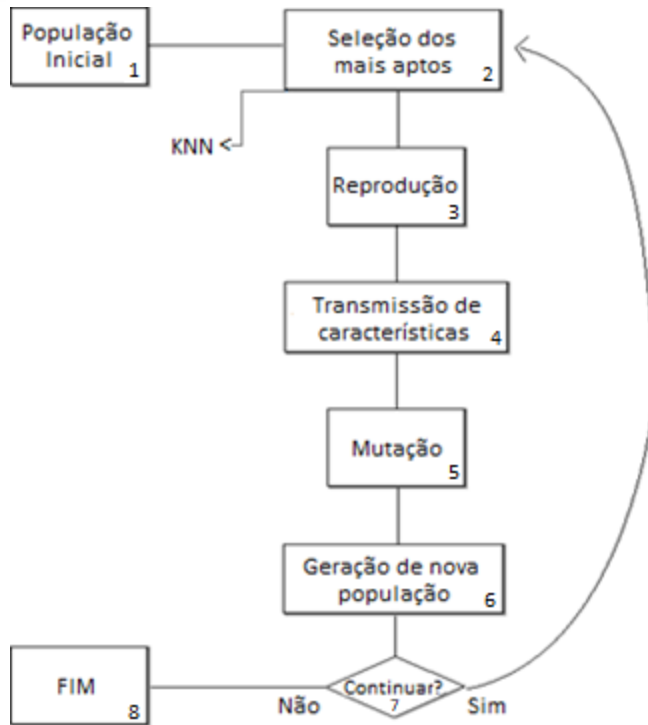 População
Inicial
1
Seleção dos
mais aptos
2
KNN
Reprodução
3
Transmissão de
características
4
Mutação
5
Geração de nova
população
6
Continuar?
7
Não
Sim
FIM
8